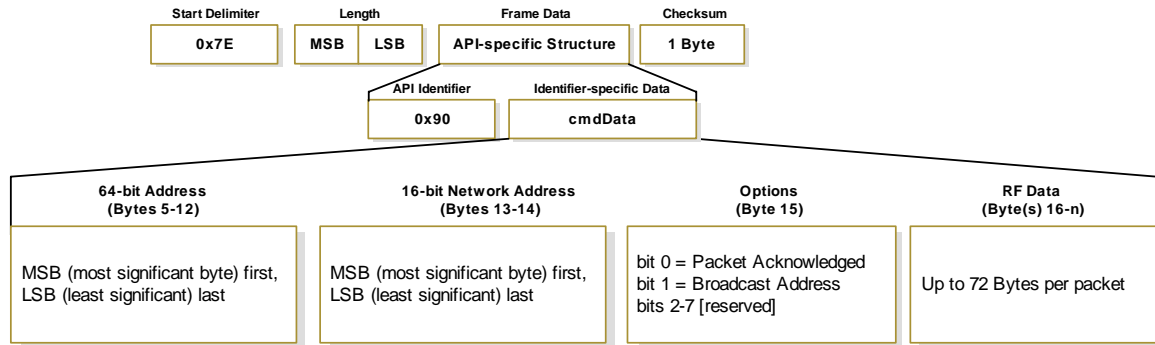 Start Delimiter
Length
Frame Data
Checksum
0x7E
MSB
LSB
API-specific Structure
1 Byte
API Identifier
Identifier-specific Data
0x90
cmdData
64-bit Address
(Bytes 5-12)
16-bit Network Address
(Bytes 13-14)
Options
(Byte 15)
RF Data
(Byte(s) 16-n)
MSB (most significant byte) first,
LSB (least significant) last
MSB (most significant byte) first,
LSB (least significant) last
bit 0 = Packet Acknowledged
bit 1 = Broadcast Address
bits 2-7 [reserved]
Up to 72 Bytes per packet